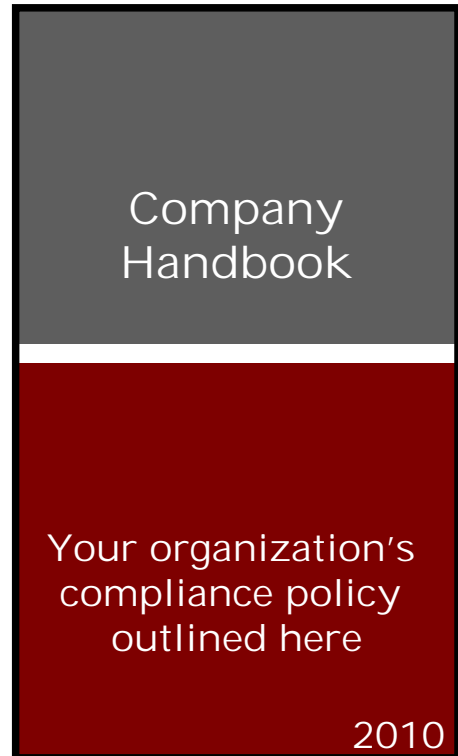 Company
Handbook
Your organization's
compliance policy
outlined here
2010